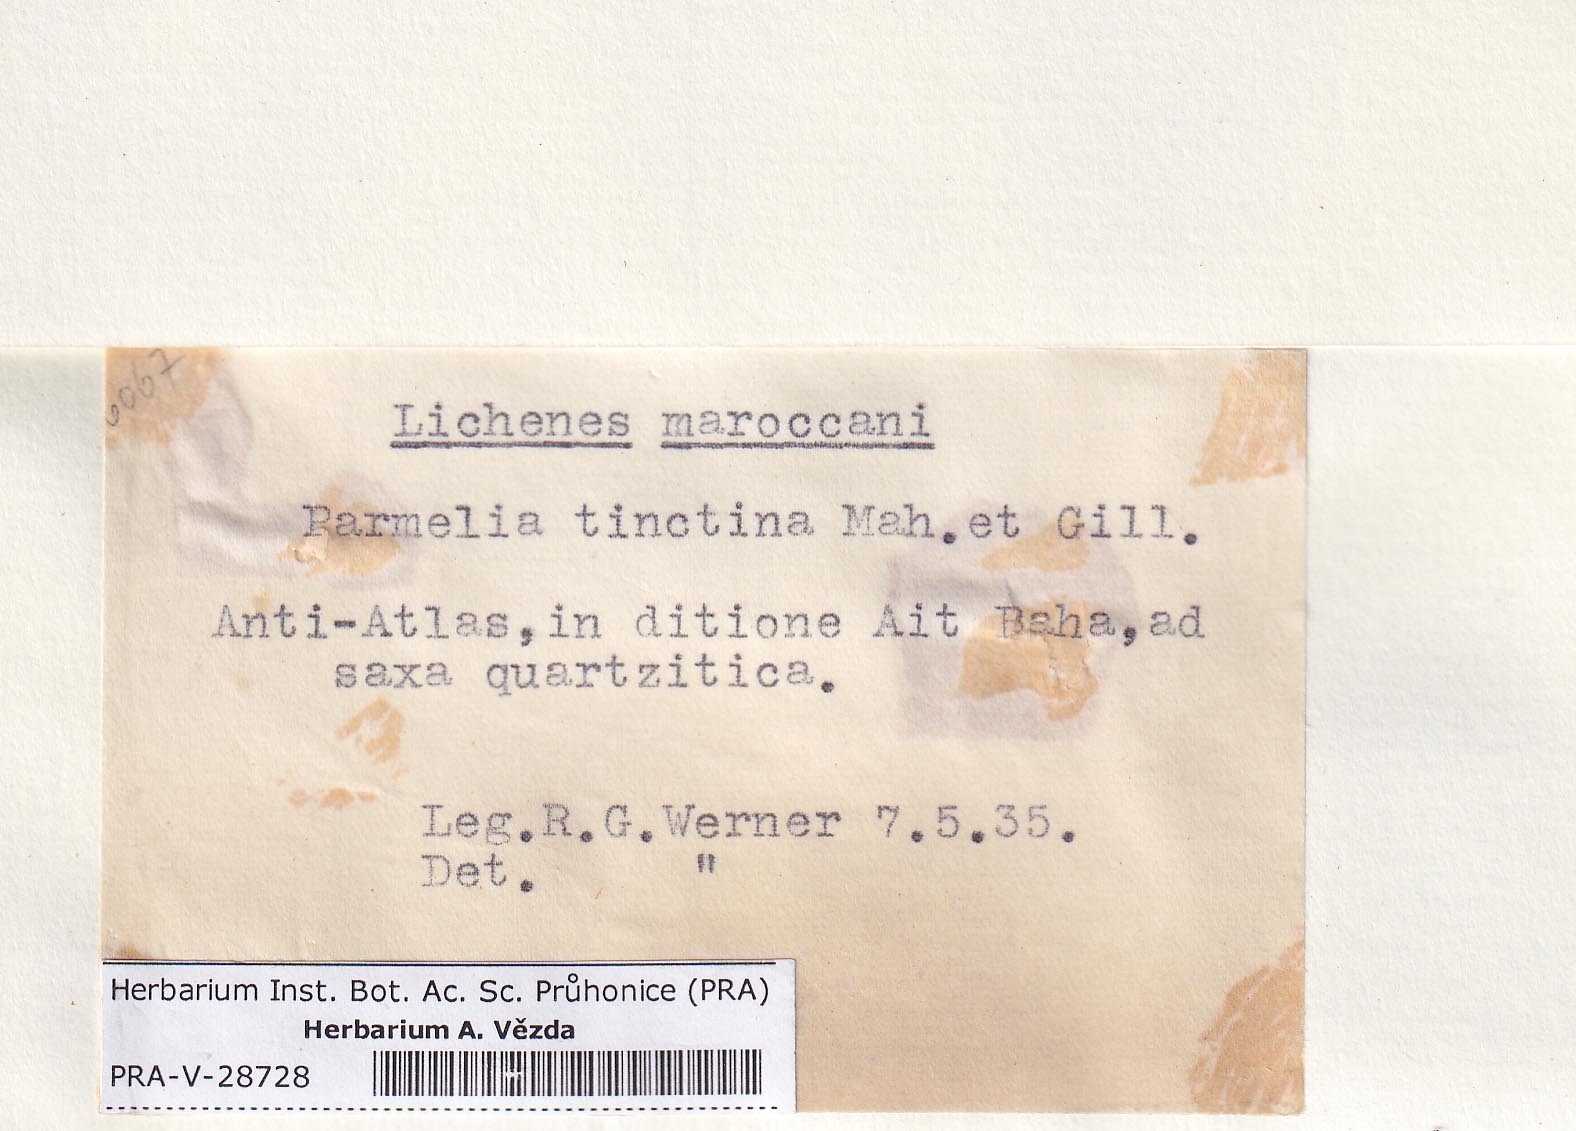 6067
Lichenes maroccani
Parmelia tinctina Mah.et Gill.
Anti-Atlas,in ditione Ait Baha,ad
saxa quartzitica.
Leg.R.G.Werner 7.5.35.
Det. "
Herbarium Inst. Bot. Ac. Sc. Průhonice (PRA)
Herbarium A. Vězda
PRA-V-28728